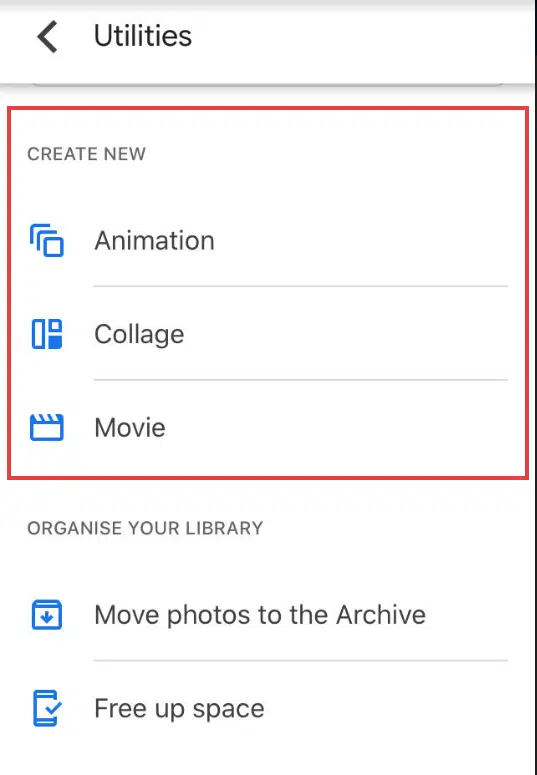 Utilities
CREATE NEW
Animation
Collage
Movie
ORGANISE YOUR LIBRARY
Move photos to the Archive
Free up space